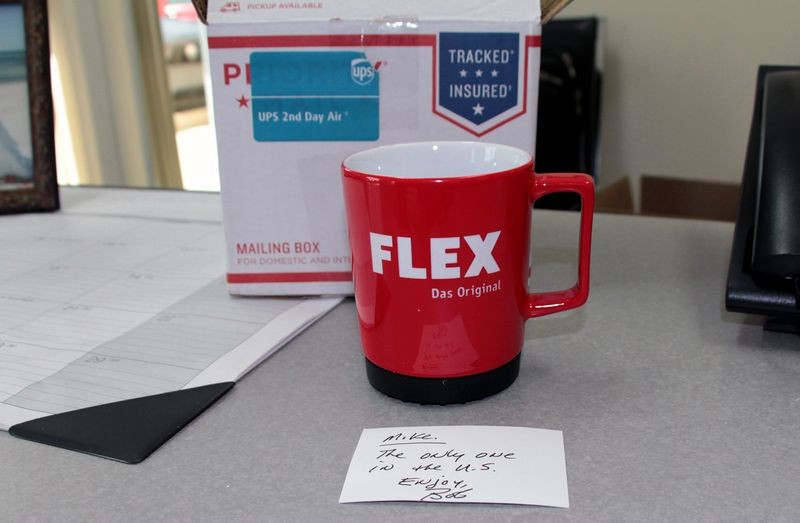 PICKUP AVAILABLE
ups
UPS 2nd Day Air
TRACKED
INSURED
MAILING BOX
FOR DOMESTIC AND
FLEX
Das Original
Mike.
The only one
in the U.S.
Enjoy,
Bob